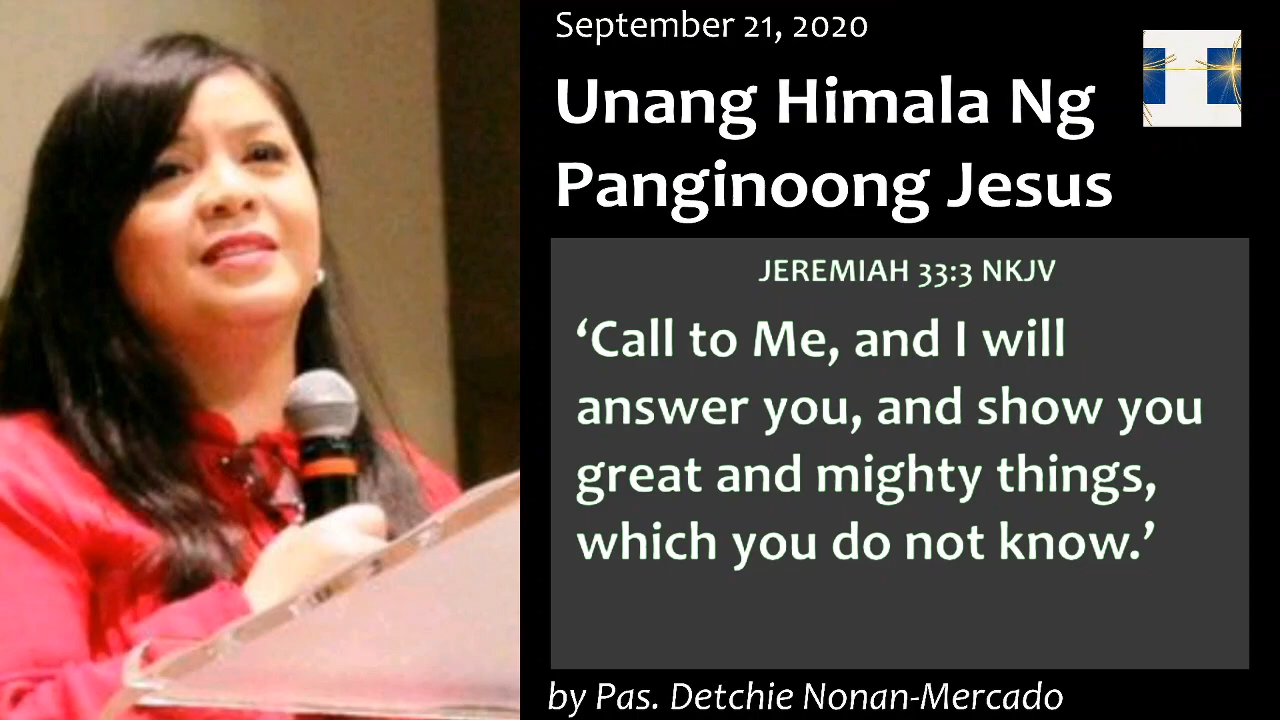 September 21, 2020
Unang Himala Ng
Panginoong Jesus
JEREMIAH 33:3 NKJV
‘Call to Me, and I will
answer you, and show you
great and mighty things,
which you do not know.’
by Pas. Detchie Nonan-Mercado